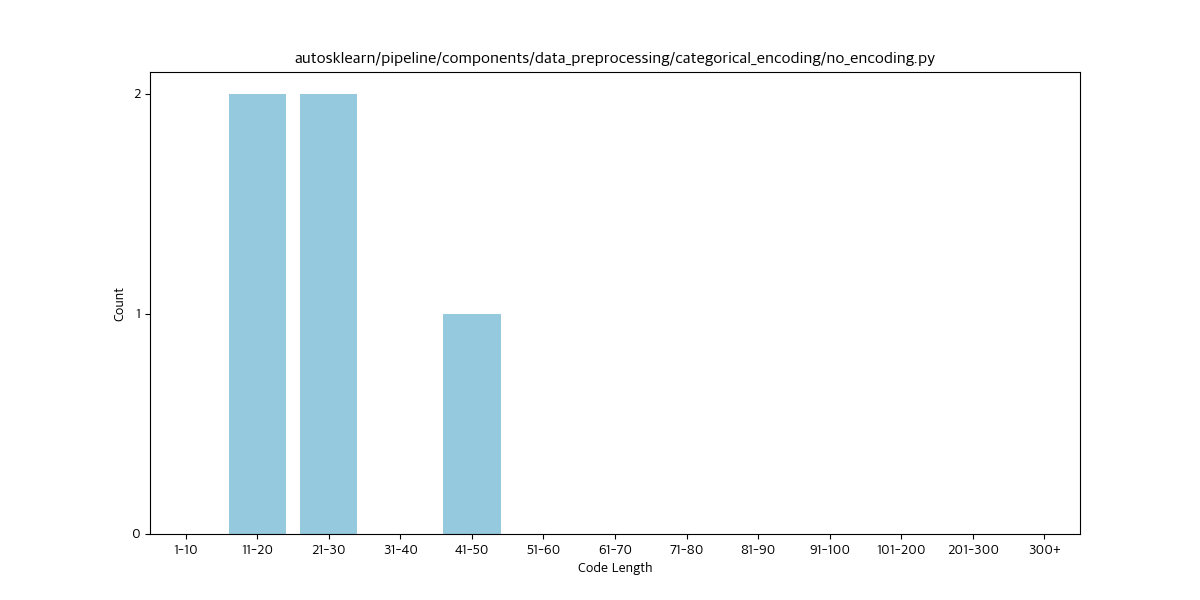 autosklearn/pipeline/components/data_preprocessing/categorical_encoding/no_encoding.py
2
1
0
Count
1-10 11-20 21-30 31-40 41-50 51-60 61-70 71-80 81-90 91-100 101-200 201-300 300+
Code Length